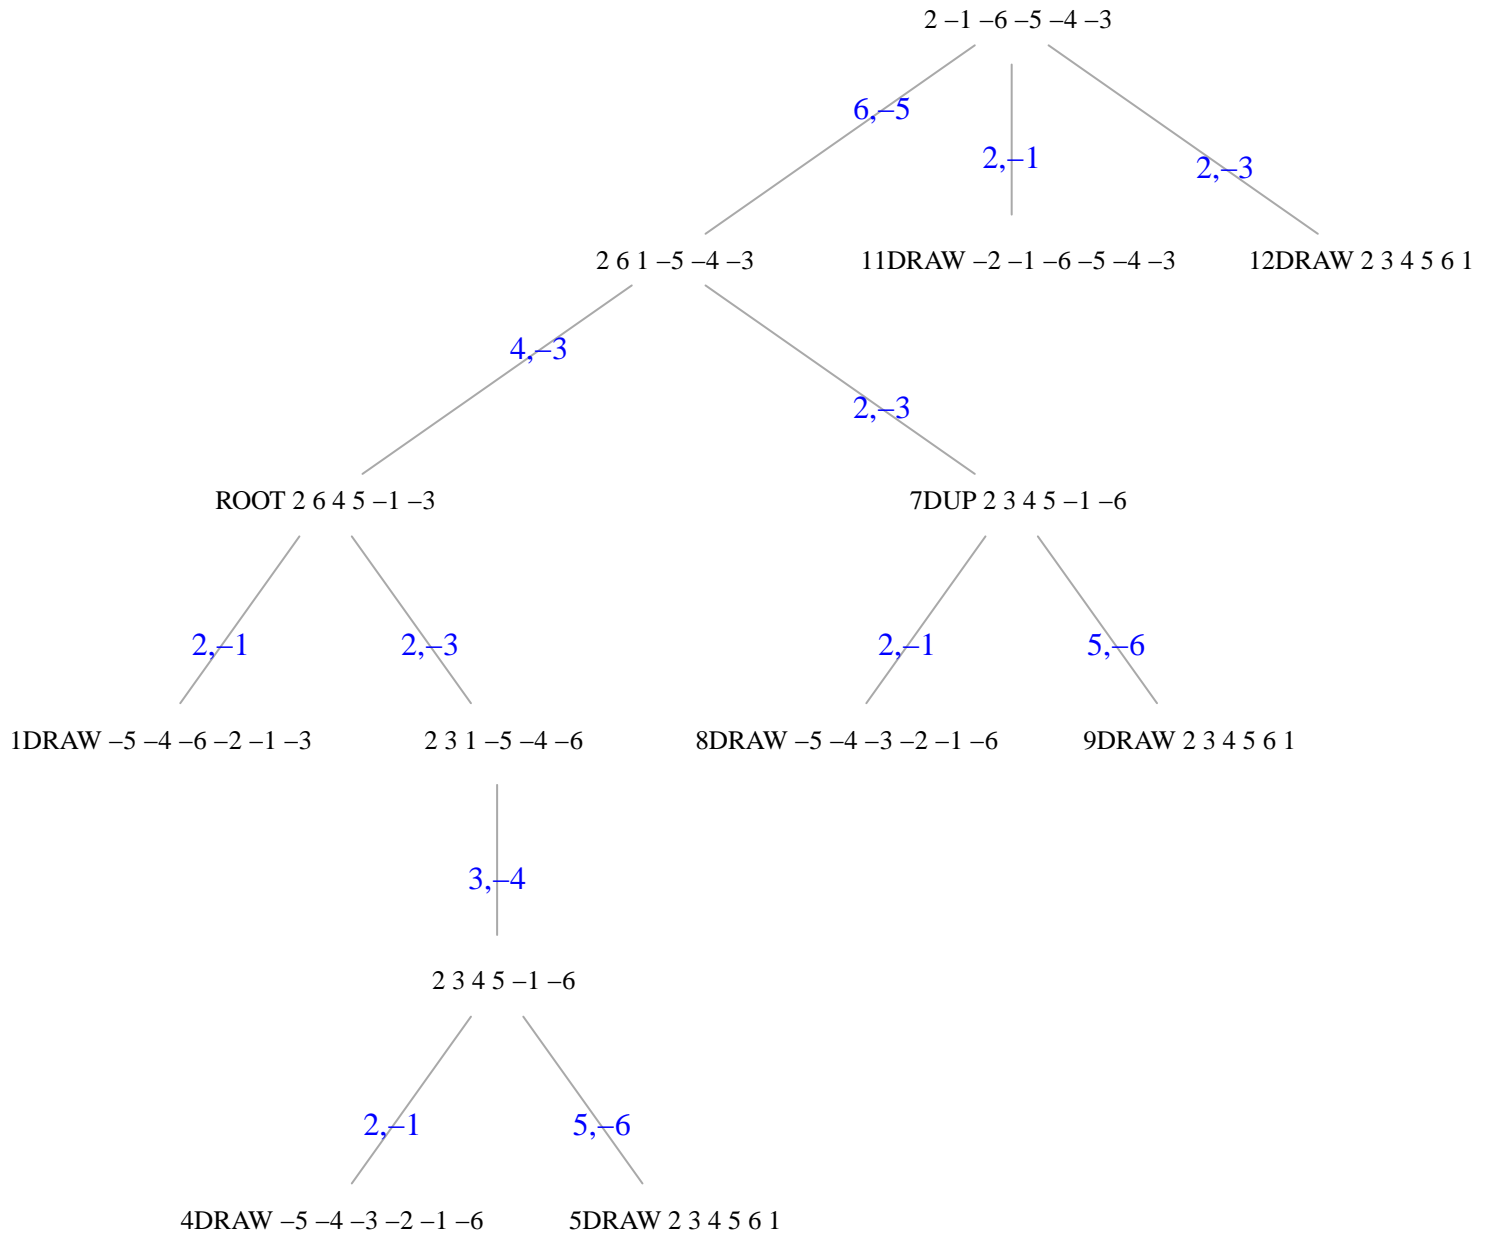 2 –1 –6 –5 –4 –3
6,–5
2,–1
2,–3
2 6 1 –5 –4 –3
11DRAW –2 –1 –6 –5 –4 –3
12DRAW 2 3 4 5 6 1
4,–3
2,–3
ROOT 2 6 4 5 –1 –3
7DUP 2 3 4 5 –1 –6
2,–1
2,–3
2,–1
5,–6
1DRAW –5 –4 –6 –2 –1 –3
2 3 1 –5 –4 –6
8DRAW –5 –4 –3 –2 –1 –6
9DRAW 2 3 4 5 6 1
3,–4
2 3 4 5 –1 –6
2,–1
5,–6
4DRAW –5 –4 –3 –2 –1 –6
5DRAW 2 3 4 5 6 1